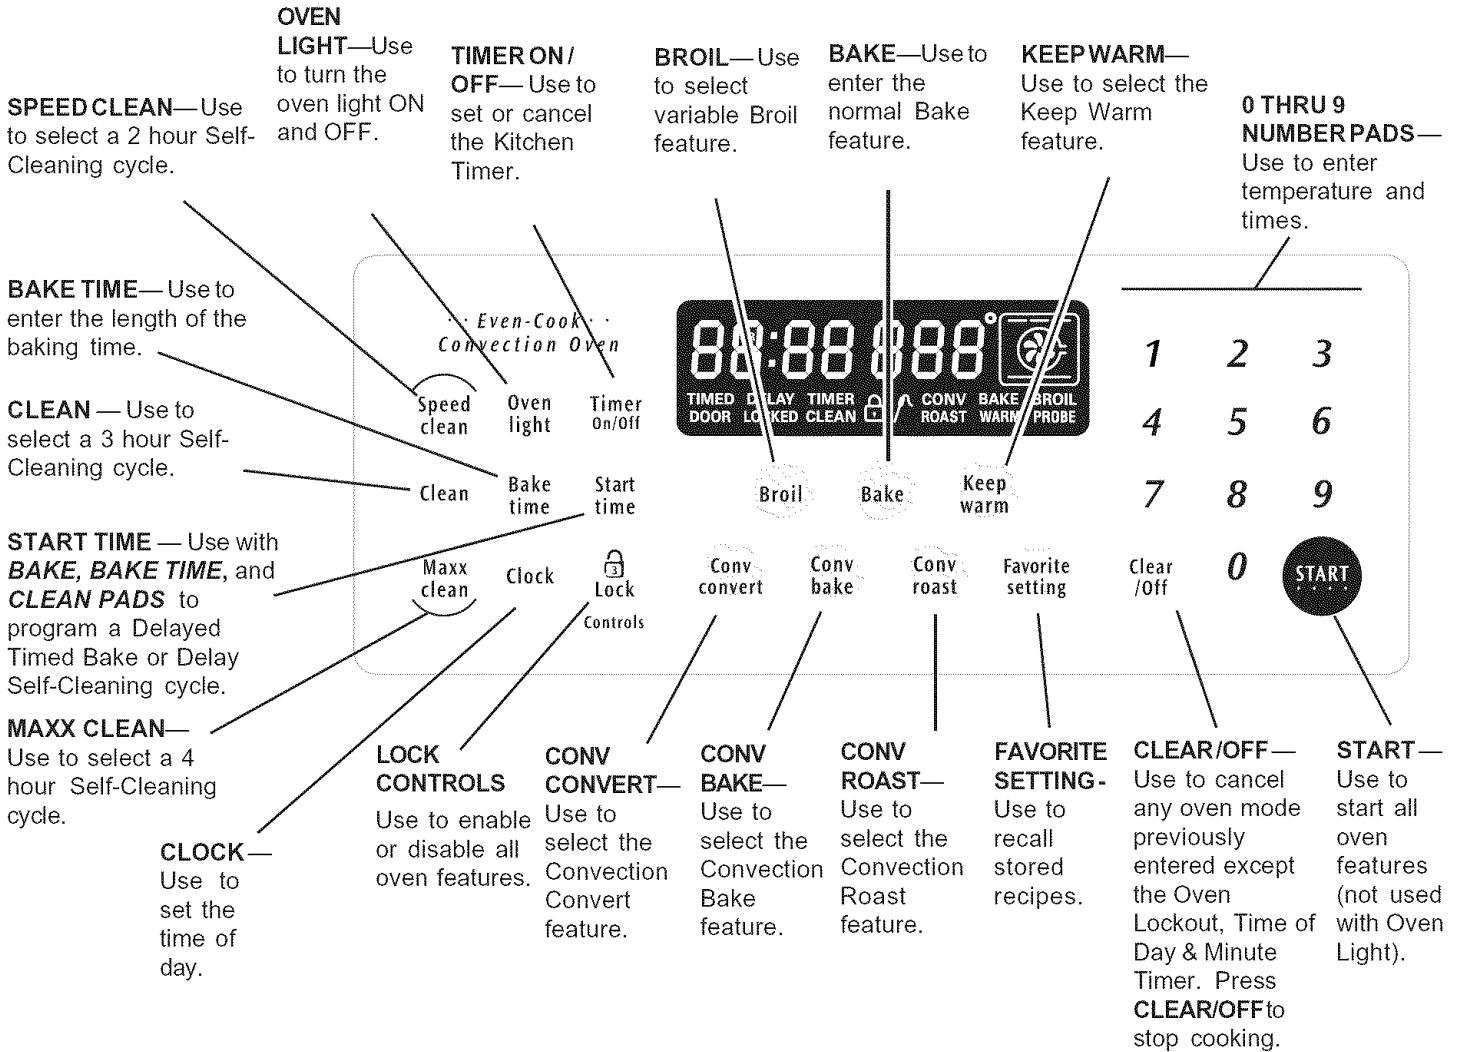 OVEN
LIGHT—Use
to turn the
oven light ON
and OFF.
TIMER ON /
OFF— Use to
set or cancel
the Kitchen
Timer.
BROIL— Use
to select
variable Broil
feature.
BAKE—Use to
enter the
normal Bake
feature.
KEEP WARM—
Use to select the
Keep Warm
feature.
0 THRU 9
NUMBER PADS—
Use to enter
temperature and
times.
SPEED CLEAN— Use
to select a 2 hour Self-
Cleaning cycle.
BAKE TIME— Use to
enter the length of the
baking time.
CLEAN — Use to
select a 3 hour Self-
Cleaning cycle.
START TIME — Use with
BAKE, BAKE TIME, and
CLEAN PADS to
program a Delayed
Timed Bake or Delay
Self-Cleaning cycle.
MAXX CLEAN—
Use to select a 4
hour Self-Cleaning
cycle.
· · Even-Cook · ·
Convection Oven
88:88 888°
TIMED DELAY TIMER CONV BAKE BROIL
DOOR LOCKED CLEAN ROAST WARM PROBE
Speed
clean
Oven
light
Timer
On/Off
Clean
Bake
time
Start
time
Maxx
clean
Clock
3
Lock
Controls
Broil
Bake
Keep
warm
Conv
convert
Conv
bake
Conv
roast
Favorite
setting
Clear
/Off
1 2 3
4 5 6
7 8 9
0
START
CLOCK—
Use to
set the
time of
day.
LOCK
CONTROLS
Use to enable
or disable all
oven features.
CONV
CONVERT—
Use to
select the
Convection
Convert
feature.
CONV
BAKE—
Use to
select the
Convection
Bake
feature.
CONV
ROAST—
Use to
select the
Convection
Roast
feature.
FAVORITE
SETTING-
Use to
recall
stored
recipes.
CLEAR/OFF—
Use to cancel
any oven mode
previously
entered except
the Oven
Lockout, Time of
Day & Minute
Timer. Press
CLEAR/OFF to
stop cooking.
START—
Use to
start all
oven
features
(not used
with Oven
Light).